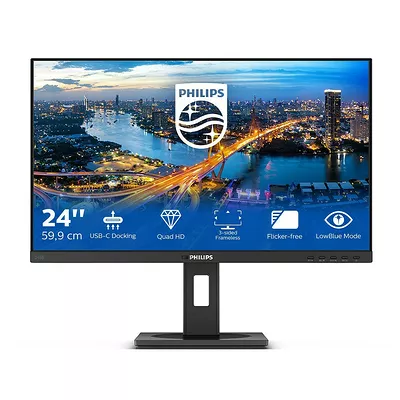 PHILIPS
24"
59,9 cm
USB-C Docking
Quad HD
3-sided
Frameless
Flicker-free
LowBlue Mode
PHILIPS